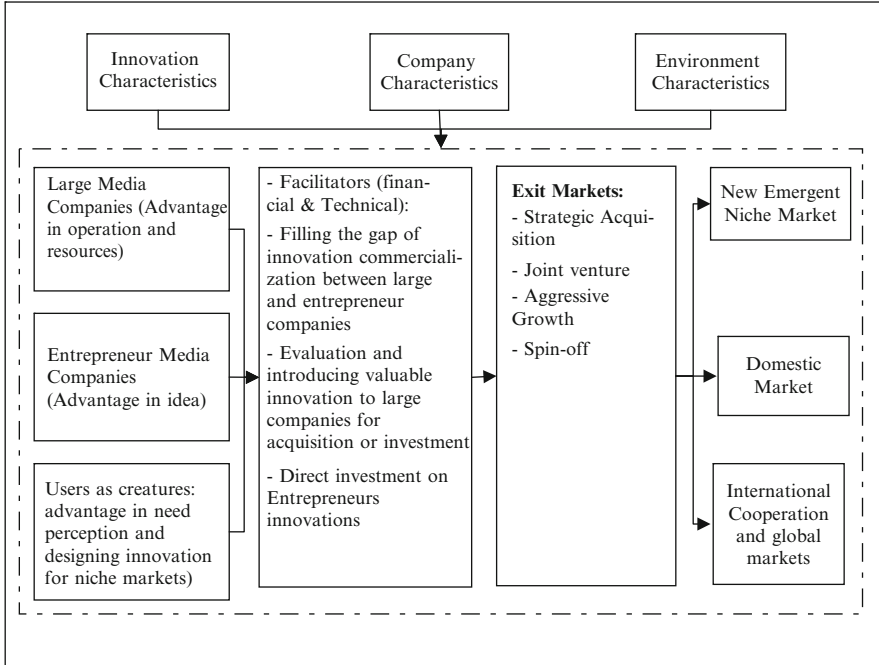 Innovation
Characteristics
Company
Characteristics
Environment
Characteristics
Large Media
Companies (Advantage
in operation and
resources)
Entrepreneur Media
Companies
(Advantage in idea)
Users as creatures:
advantage in need
perception and
designing innovation
for niche markets)
- Facilitators (finan-
cial & Technical):
- Filling the gap of
innovation commerciali-
zation between large
and entrepreneur
companies
- Evaluation and
introducing valuable
innovation to large
companies for
acquisition or investment
- Direct investment on
Entrepreneurs
innovations
Exit Markets:
- Strategic Acqui-
sition
- Joint venture
- Aggressive
Growth
- Spin-off
New Emergent
Niche Market
Domestic
Market
International
Cooperation
and global
markets